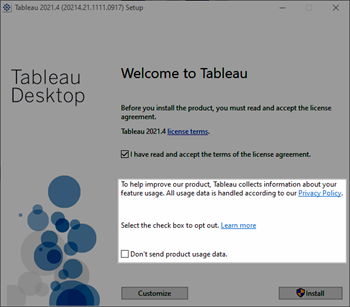 Tableau 2021.4 (20214.21.1111.0917) Setup
Tableau
Desktop
Welcome to Tableau
Before you install the product, you must read and accept the license
agreement.
Tableau 2021.4 license terms.
I have read and accept the terms of the license agreement.
To help improve our product, Tableau collects information about your
feature usage. All usage data is handled according to our Privacy Policy.
Select the check box to opt out. Learn more
Don't send product usage data.
Customize
Install